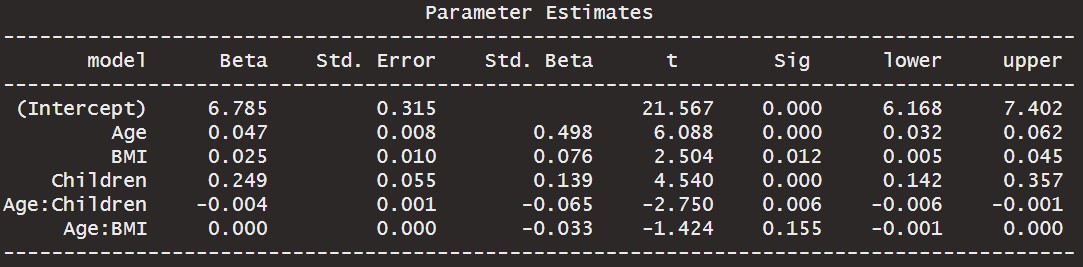 Parameter Estimates
----------------------------------------------------------------------------------------
model Beta Std. Error Std. Beta t Sig lower upper
----------------------------------------------------------------------------------------
(Intercept) 6.785 0.315 21.567 0.000 6.168 7.402
Age 0.047 0.008 0.498 6.088 0.000 0.032 0.062
BMI 0.025 0.010 0.076 2.504 0.012 0.005 0.045
Children 0.249 0.055 0.139 4.540 0.000 0.142 0.357
Age:Children -0.004 0.001 -0.065 -2.750 0.006 -0.006 -0.001
Age:BMI 0.000 0.000 -0.033 -1.424 0.155 -0.001 0.000
----------------------------------------------------------------------------------------